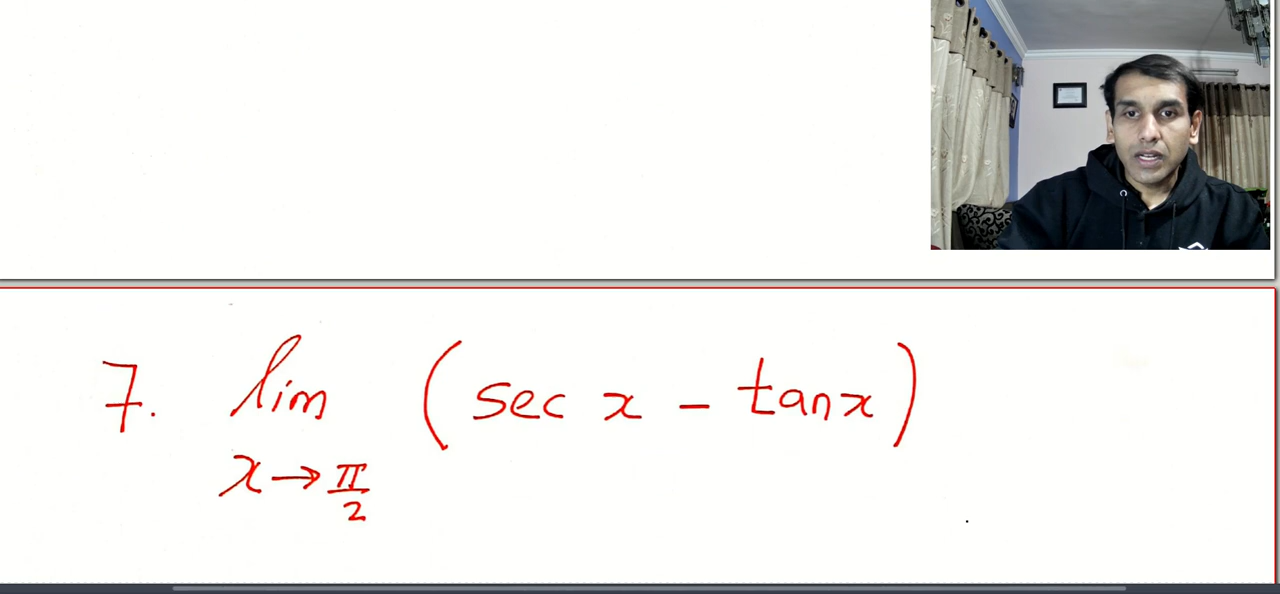 7. lim (sec x - tan x)
x→π/2